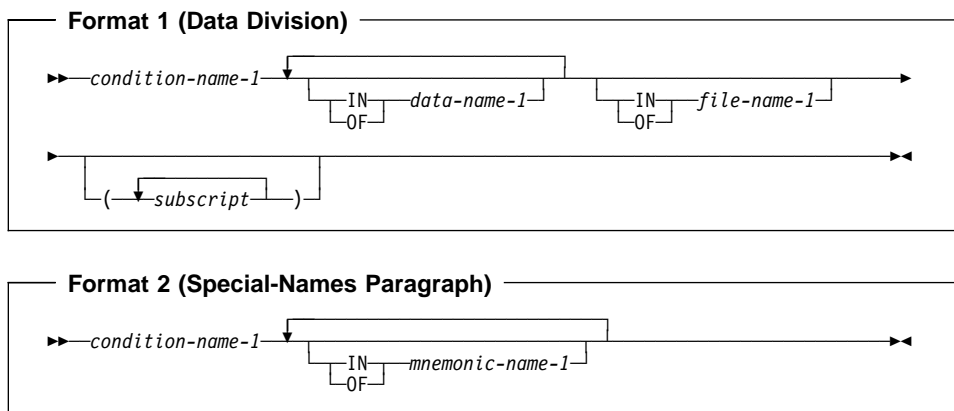 Format 1 (Data Division)
condition-name-1 IN data-name-1 IN file-name-1
OF OF
( subscript )
Format 2 (Special-Names Paragraph)
condition-name-1
IN mnemonic-name-1
OF